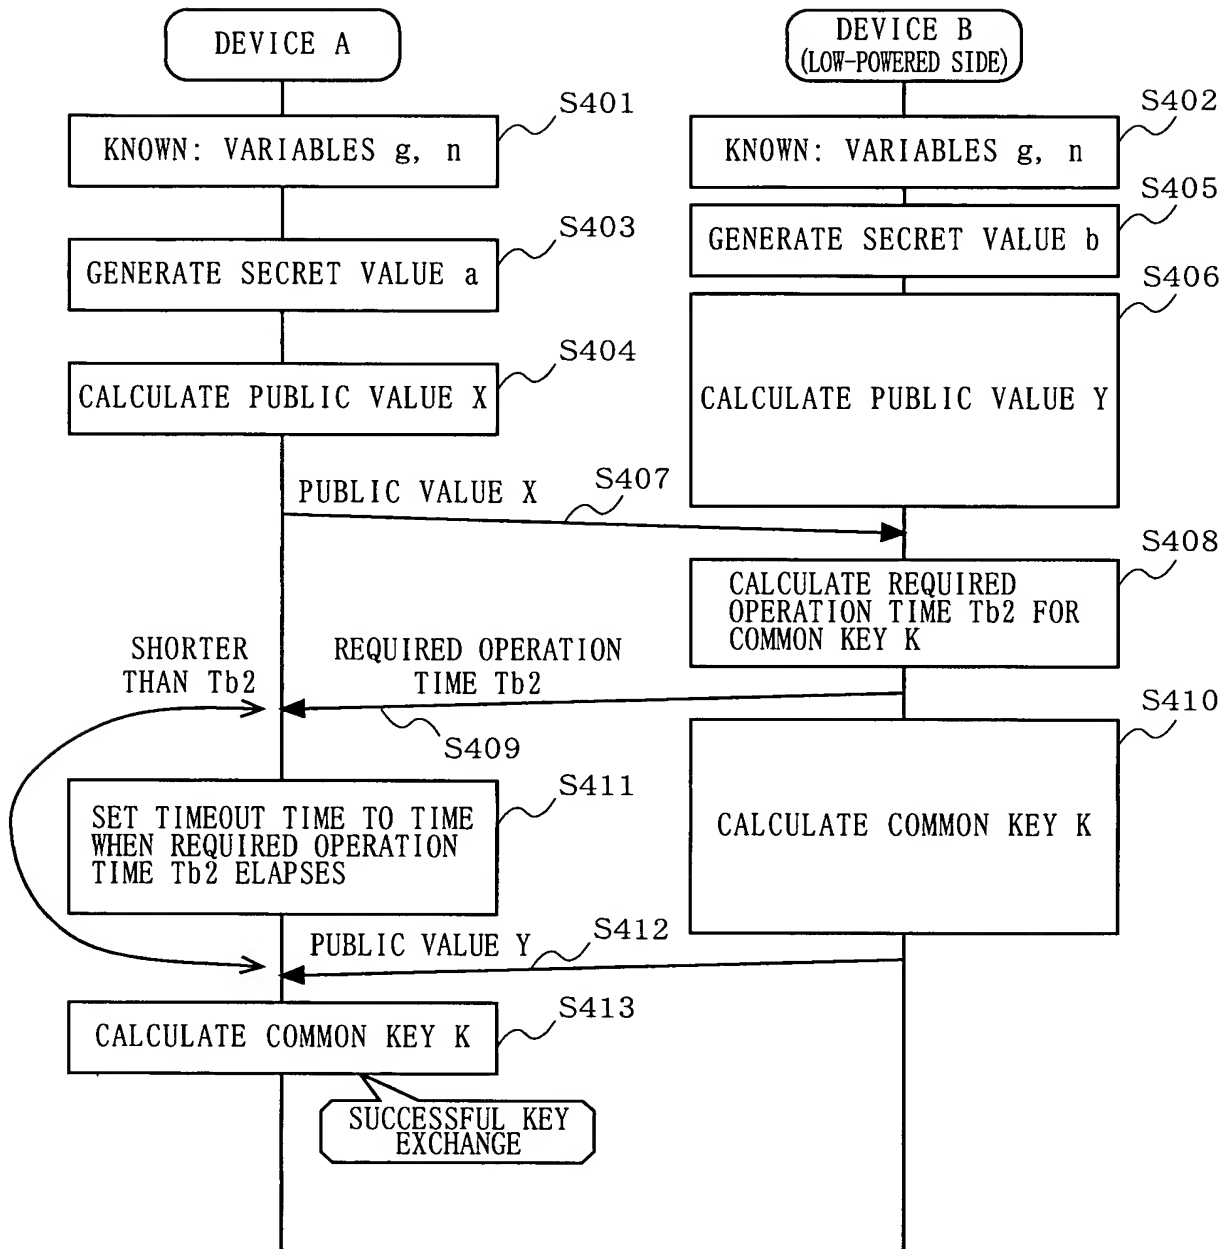 DEVICE A
DEVICE B
(LOW-POWERED SIDE)
S401
S402
KNOWN: VARIABLES g, n
KNOWN: VARIABLES g, n
S403
S405
GENERATE SECRET VALUE a
GENERATE SECRET VALUE b
S404
S406
CALCULATE PUBLIC VALUE X
CALCULATE PUBLIC VALUE Y
PUBLIC VALUE X
S407
S408
CALCULATE REQUIRED
OPERATION TIME Tb2 FOR
COMMON KEY K
SHORTER
THAN Tb2
REQUIRED OPERATION
TIME Tb2
S409
S410
S411
SET TIMEOUT TIME TO TIME
WHEN REQUIRED OPERATION
TIME Tb2 ELAPSES
CALCULATE COMMON KEY K
PUBLIC VALUE Y
S412
S413
CALCULATE COMMON KEY K
SUCCESSFUL KEY
EXCHANGE